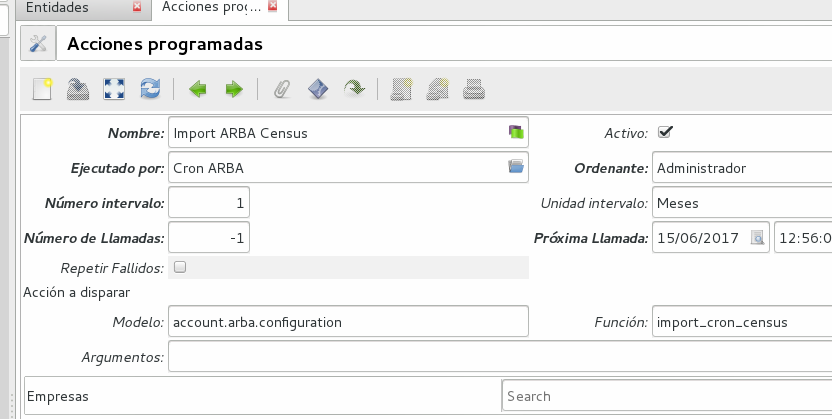 Entidades
Acciones pro
Acciones programadas
Nombre: Import ARBA Census Activo:
Ejecutado por: Cron ARBA Ordenante: Administrador
Número intervalo: 1 Unidad intervalo: Meses
Número de Llamadas: -1 Próxima Llamada: 15/06/2017 12:56:0
Repetir Fallidos:
Acción a disparar
Modelo: account.arba.configuration Función: import_cron_census
Argumentos:
Empresas Search